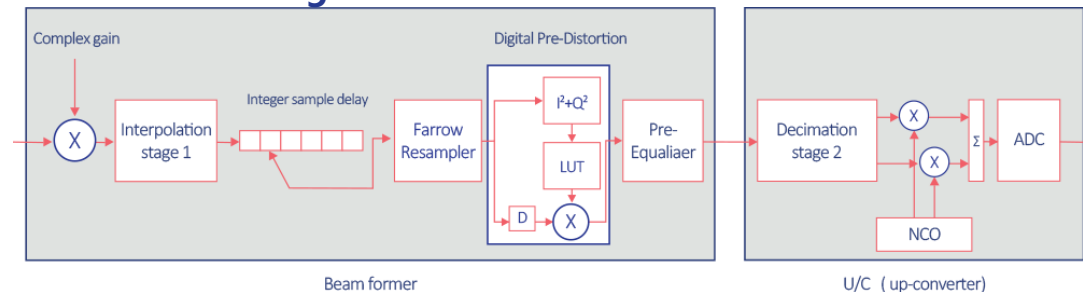 Complex gain
Digital Pre-Distortion
Integer sample delay
X
Interpolation
stage 1
Farrow
Resampler
I²+Q²
LUT
D
X
Pre-
Equaliaer
Decimation
stage 2
X
X
Σ
ADC
NCO
Beam former
U/C ( up-converter)